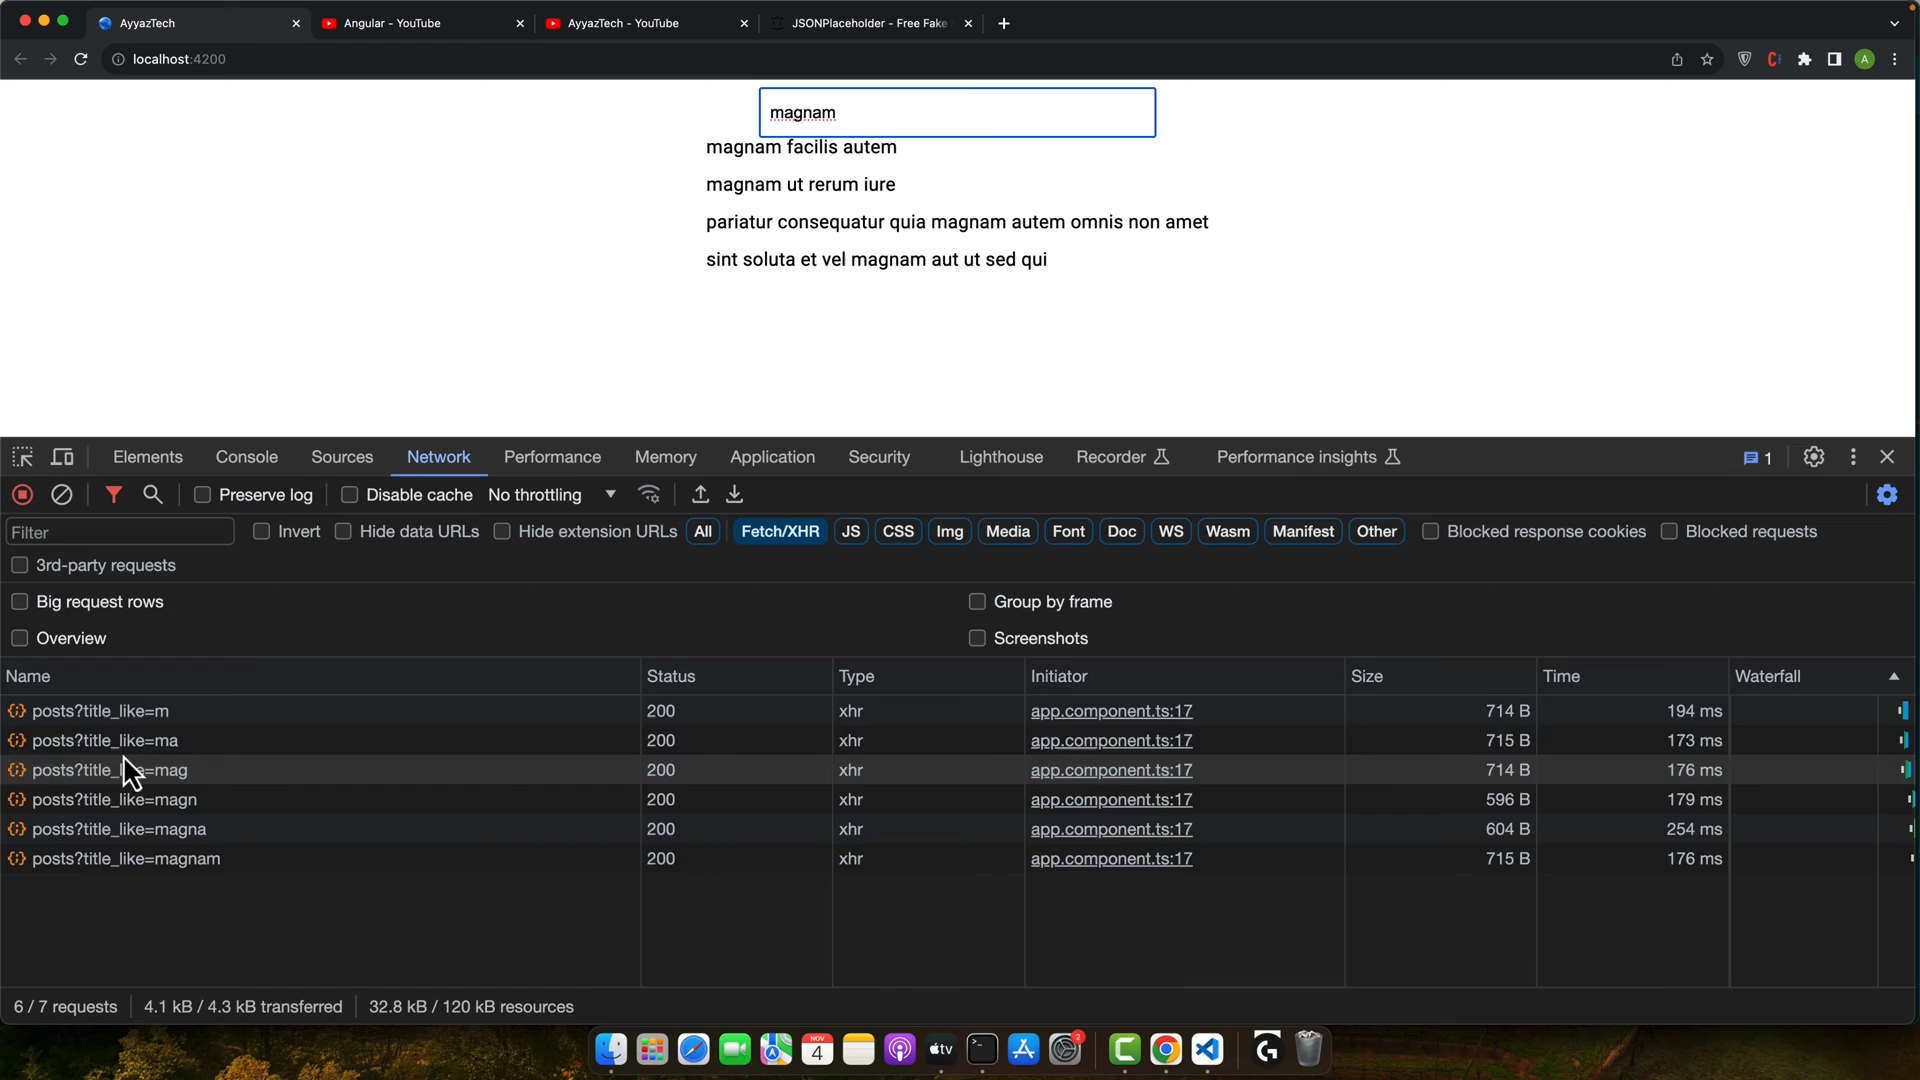 AyyazTech
Angular - YouTube
AyyazTech - YouTube
JSONPlaceholder - Free Fake
localhost:4200
A
magnam
magnam facilis autem
magnam ut rerum iure
pariatur consequatur quia magnam autem omnis non amet
sint soluta et vel magnam aut ut sed qui
Elements Console Sources Network Performance Memory Application Security Lighthouse Recorder Performance insights 1
Preserve log Disable cache No throttling
Filter Invert Hide data URLs Hide extension URLs All Fetch/XHR JS CSS Img Media Font Doc WS Wasm Manifest Other Blocked response cookies Blocked requests
3rd-party requests
Big request rows Group by frame
Overview Screenshots
Name Status Type Initiator Size Time Waterfall
posts?title_like=m 200 xhr app.component.ts:17 714 B 194 ms
posts?title_like=ma 200 xhr app.component.ts:17 715 B 173 ms
posts?title_like=mag 200 xhr app.component.ts:17 714 B 176 ms
posts?title_like=magn 200 xhr app.component.ts:17 596 B 179 ms
posts?title_like=magna 200 xhr app.component.ts:17 604 B 254 ms
posts?title_like=magnam 200 xhr app.component.ts:17 715 B 176 ms
6 / 7 requests 4.1 kB / 4.3 kB transferred 32.8 kB / 120 kB resources
NOV
4
tv
2